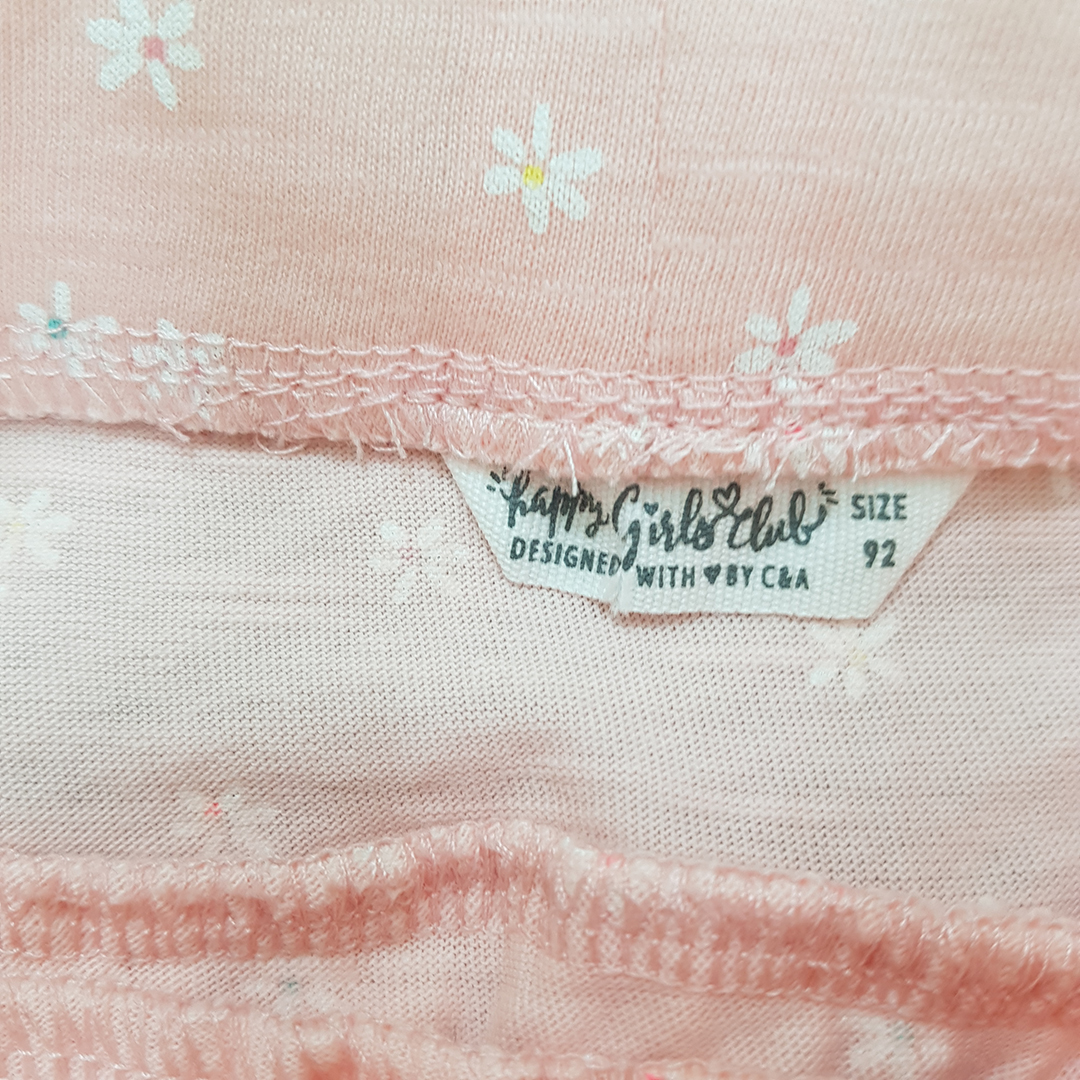 happy Girls Club
DESIGNED WITH ♥ BY C&A
SIZE
92